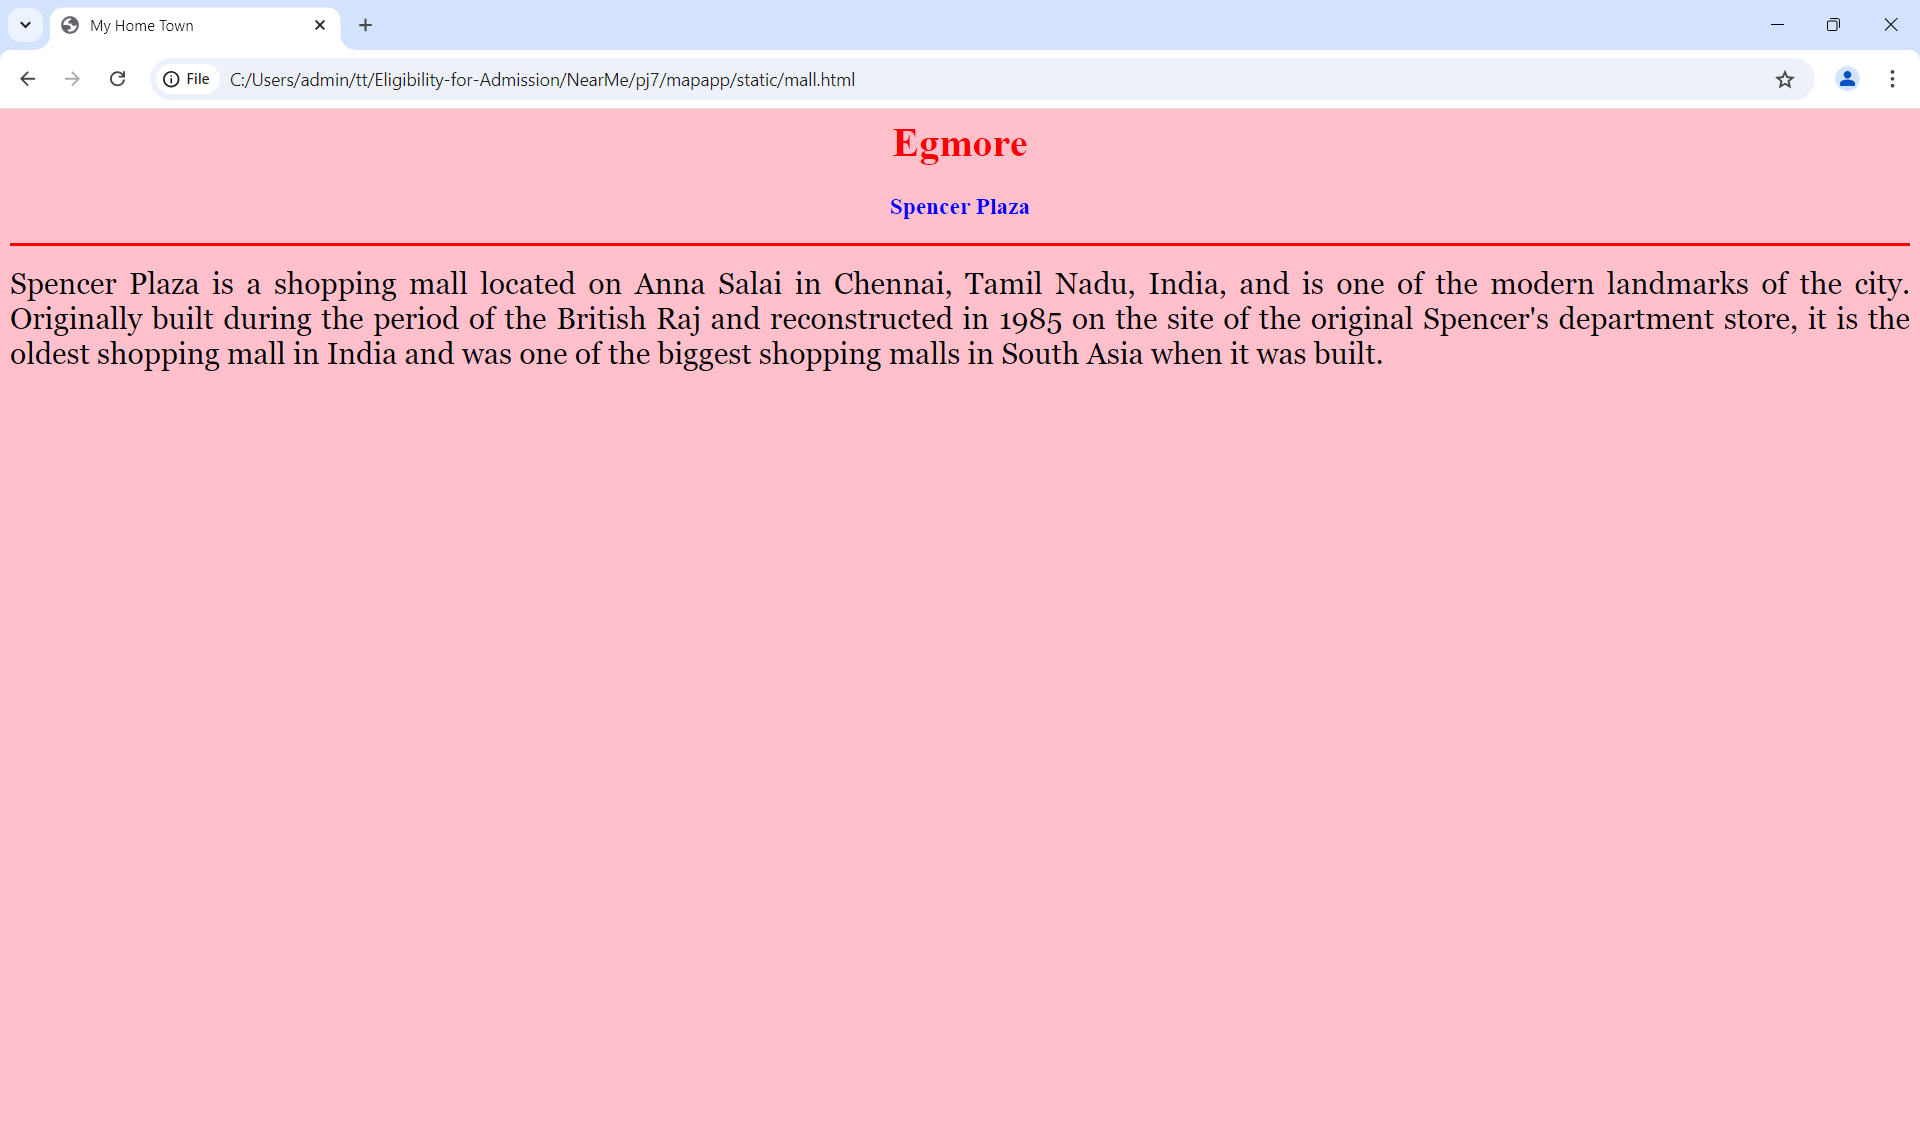 My Home Town
File
C:/Users/admin/tt/Eligibility-for-Admission/NearMe/pj7/mapapp/static/mall.html
Egmore
Spencer Plaza
Spencer Plaza is a shopping mall located on Anna Salai in Chennai, Tamil Nadu, India, and is one of the modern landmarks of the city.
Originally built during the period of the British Raj and reconstructed in 1985 on the site of the original Spencer's department store, it is the
oldest shopping mall in India and was one of the biggest shopping malls in South Asia when it was built.